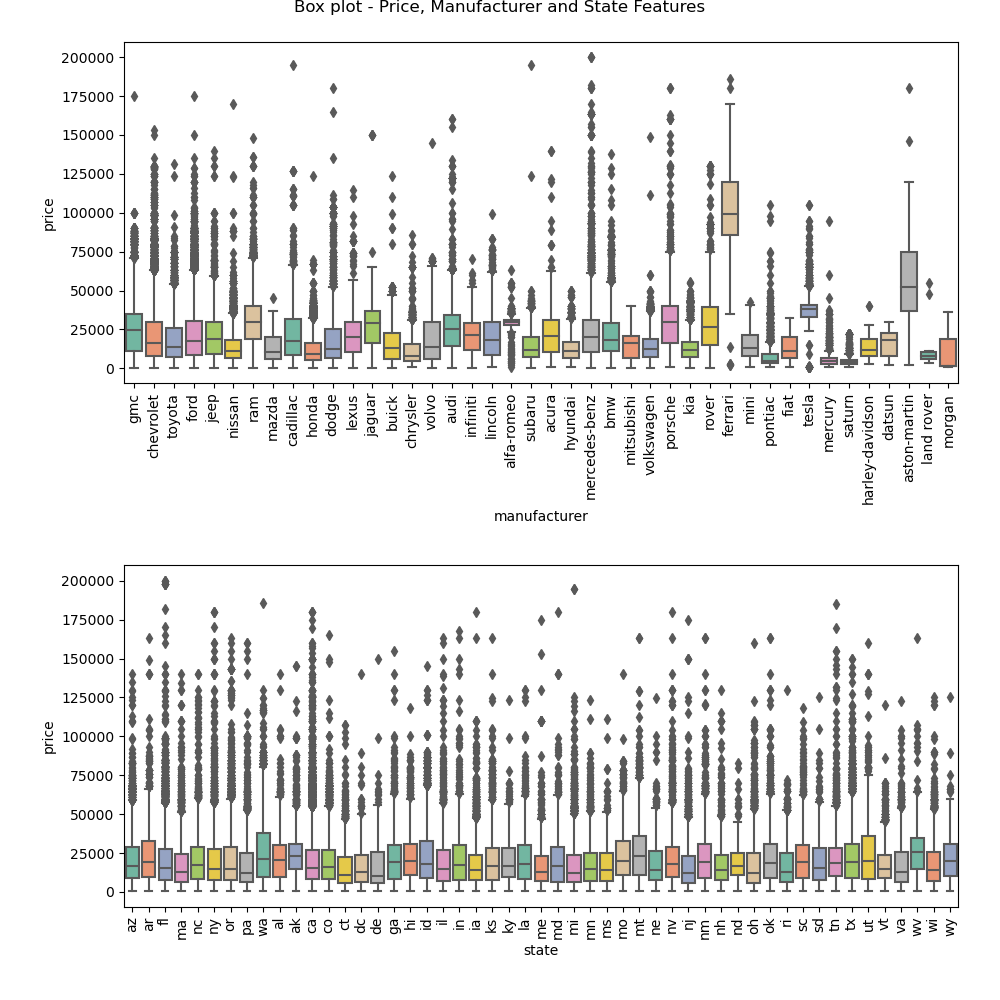 Box plot - Price, Manufacturer and State Features
200000
175000
150000
125000
100000
75000
50000
25000
0
price
gmc
chevrolet
toyota
ford
jeep
nissan
ram
mazda
cadillac
honda
dodge
lexus
jaguar
buick
chrysler
volvo
audi
infiniti
lincoln
alfa-romeo
subaru
acura
hyundai
mercedes-benz
bmw
mitsubishi
volkswagen
porsche
kia
rover
ferrari
mini
pontiac
fiat
tesla
mercury
saturn
harley-davidson
datsun
aston-martin
land rover
morgan
manufacturer
200000
175000
150000
125000
100000
75000
50000
25000
0
price
az
ar
fl
ma
nc
ny
or
pa
wa
al
ak
ca
co
ct
dc
de
ga
hi
id
il
in
ia
ks
ky
la
me
md
mi
mn
ms
mo
mt
ne
nv
nj
nm
nh
nd
oh
ok
ri
sc
sd
tn
tx
ut
vt
va
wv
wi
wy
state